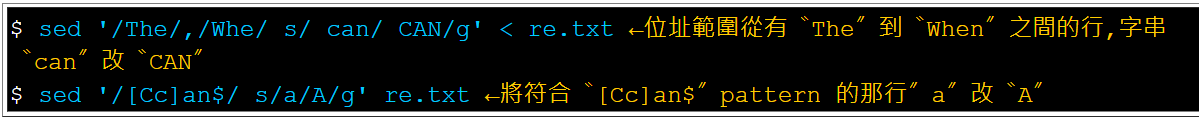 $ sed '/The/,/Whe/ s/ can/ CAN/g' < re.txt ←位址範圍從有〝The〞到〝When〞之間的行,字串
〝can〞改〝CAN〞
$ sed '/[Cc]an$/ s/a/A/g' re.txt ←將符合〝[Cc]an$〞pattern 的那行〞a〞改〝A〞